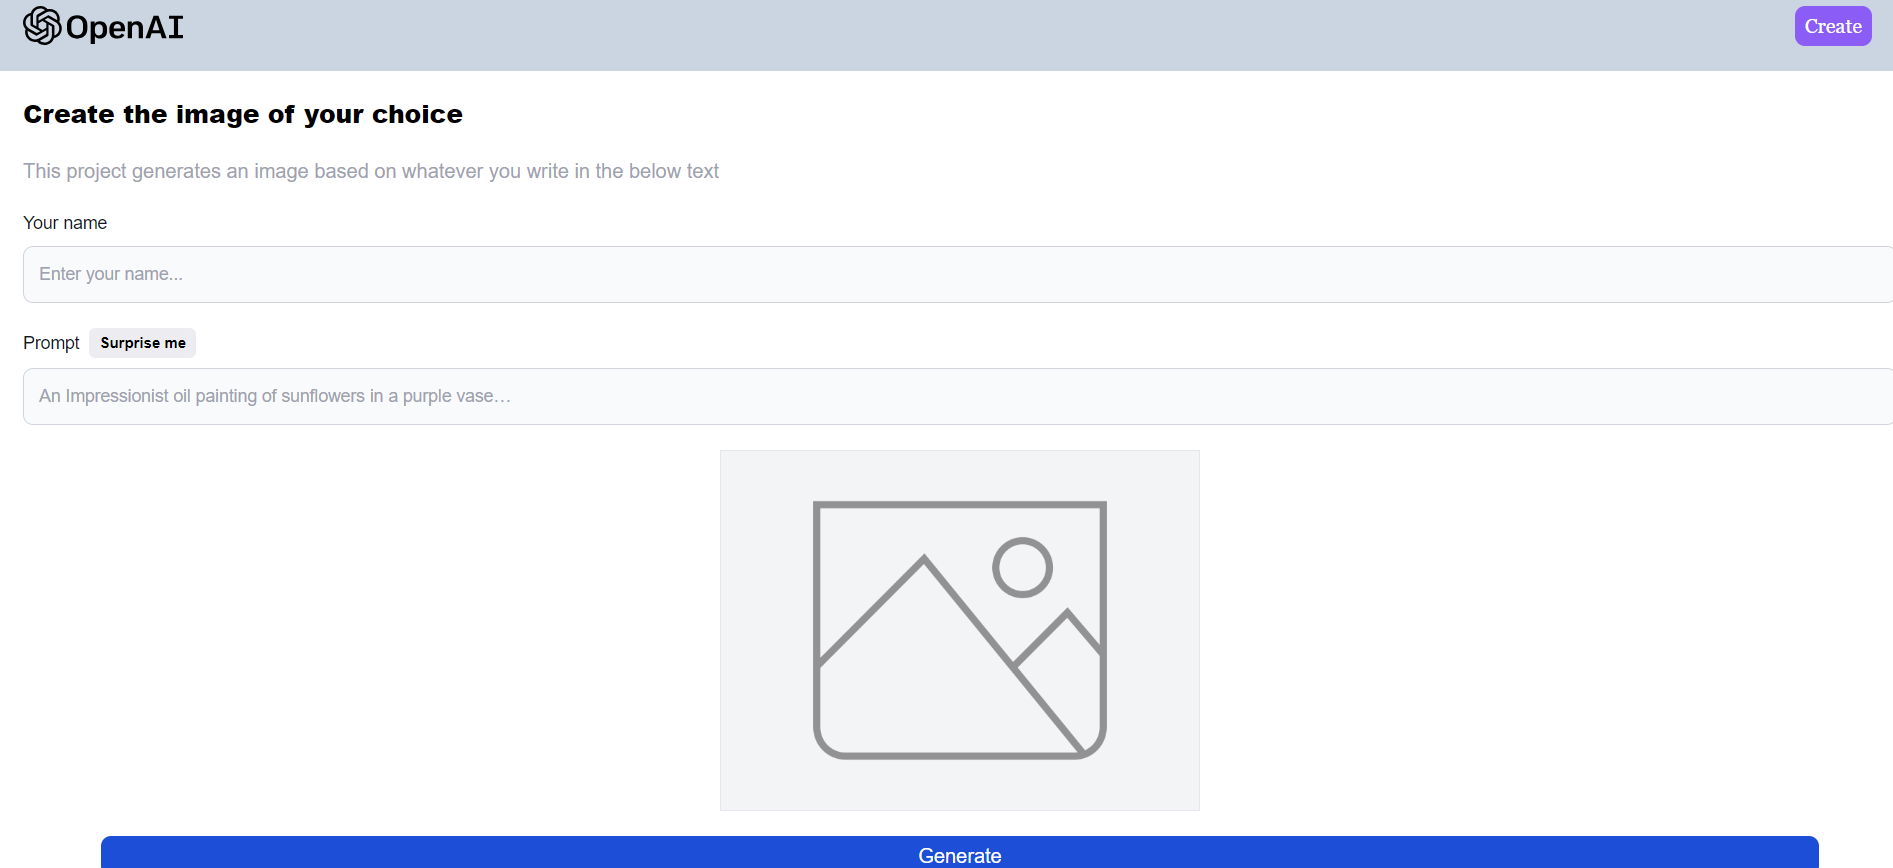 OpenAI
Create
Create the image of your choice
This project generates an image based on whatever you write in the below text
Your name
Enter your name...
Prompt
Surprise me
An Impressionist oil painting of sunflowers in a purple vase…
Generate